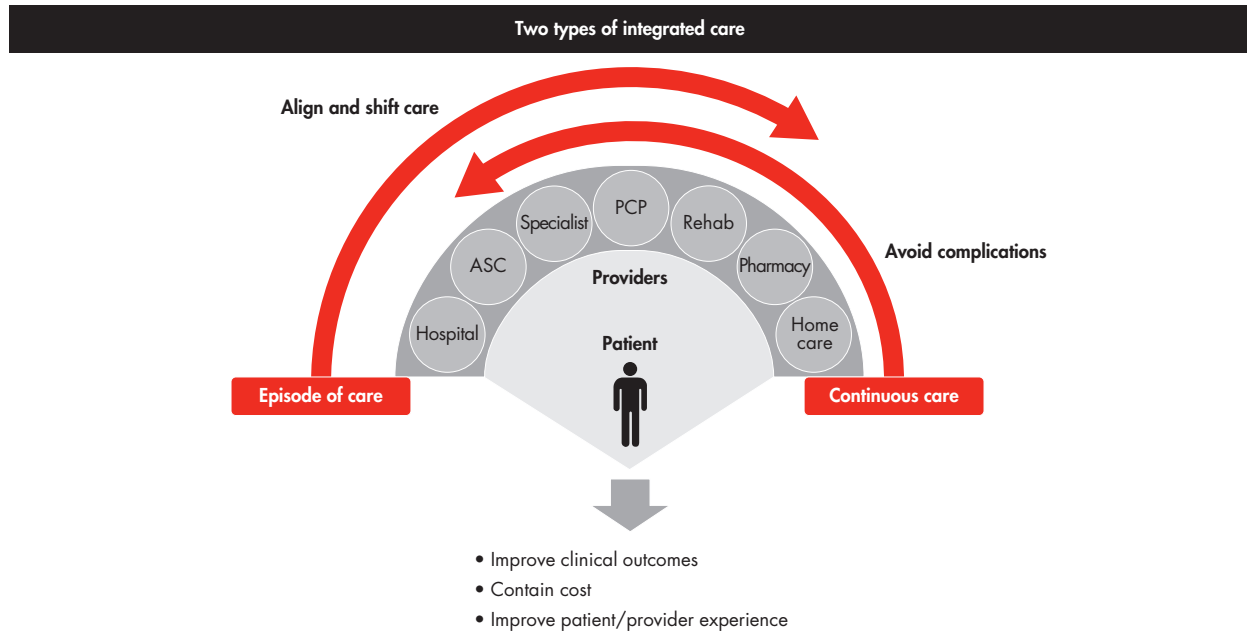 Two types of integrated care
Align and shift care
Avoid complications
PCP
Specialist
Rehab
ASC
Pharmacy
Hospital
Home
care
Providers
Patient
Episode of care
Continuous care
• Improve clinical outcomes
• Contain cost
• Improve patient/provider experience